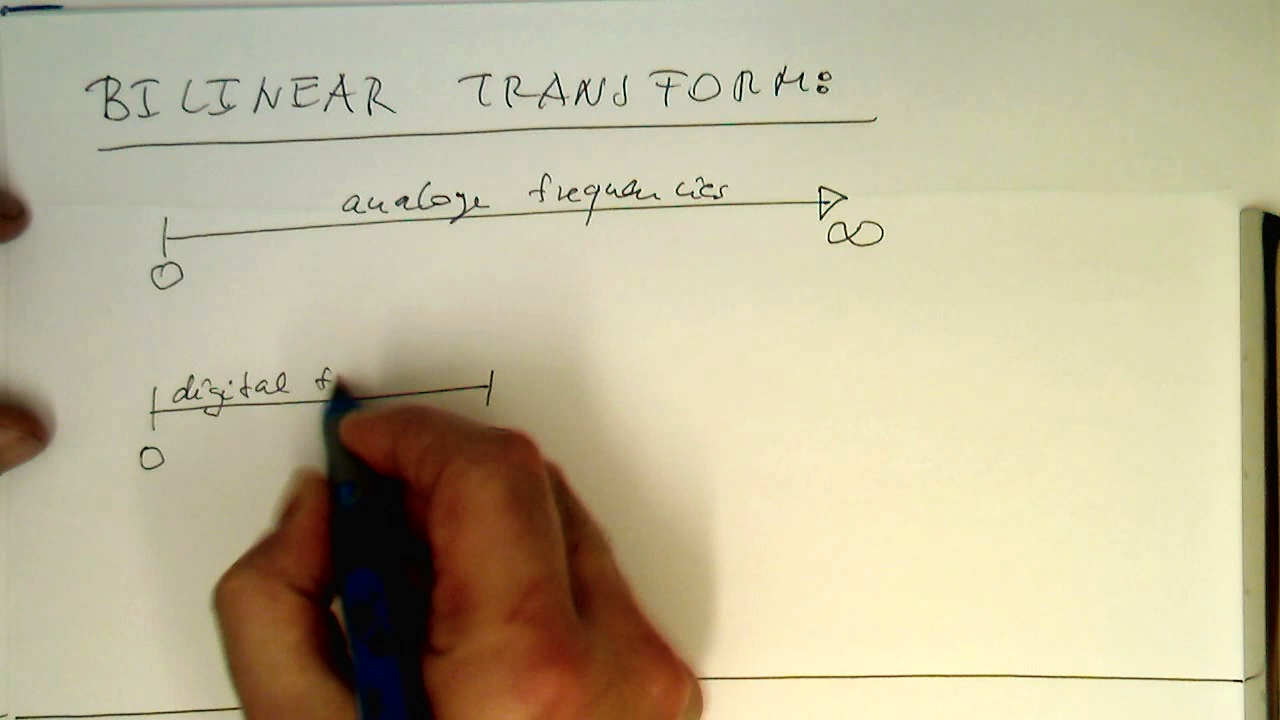 BILINEAR TRANSFORM:
analoge frequencies
0 ∞
digital f
0